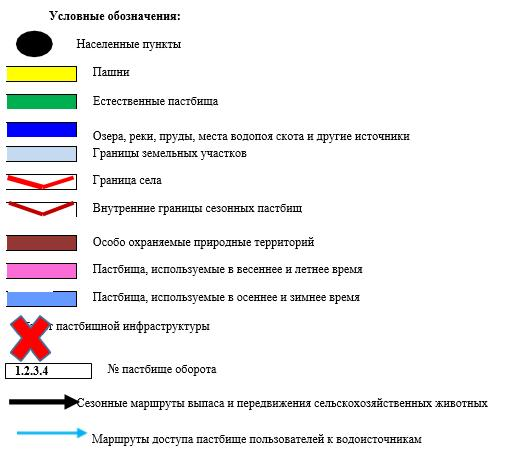 Условные обозначения:
Населенные пункты
Пашни
Естественные пастбища
Озера, реки, пруды, места водопоя скота и другие источники
Границы земельных участков
Граница села
Внутренние границы сезонных пастбищ
Особо охраняемые природные территорий
Пастбища, используемые в весеннее и летнее время
Пастбища, используемые в осеннее и зимнее время
пастбищной инфраструктуры
1.2.3.4 № пастбище оборота
Сезонные маршруты выпаса и передвижения сельскохозяйственных животных
Маршруты доступа пастбище пользователей к водоисточникам